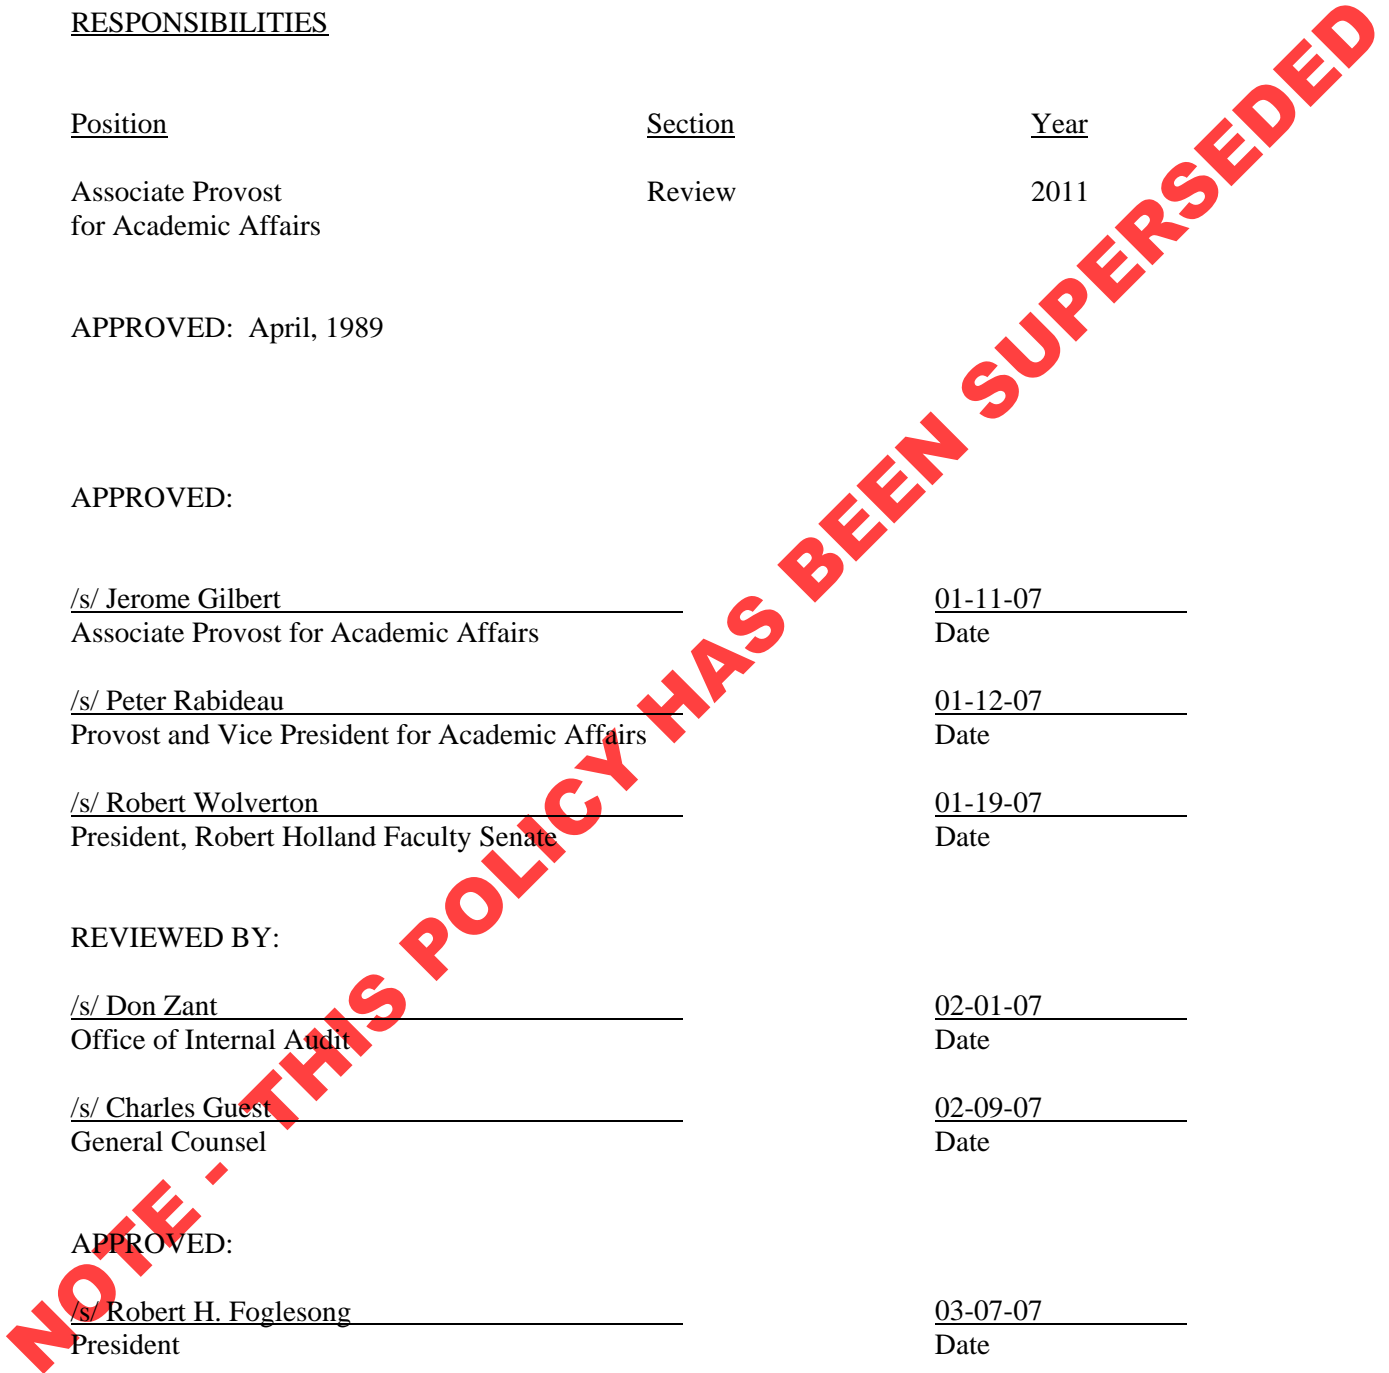 RESPONSIBILITIES
Position Section Year
Associate Provost Review 2011
for Academic Affairs
APPROVED: April, 1989
APPROVED:
/s/ Jerome Gilbert 01-11-07
Associate Provost for Academic Affairs Date
/s/ Peter Rabideau 01-12-07
Provost and Vice President for Academic Affairs Date
/s/ Robert Wolverton 01-19-07
President, Robert Holland Faculty Senate Date
REVIEWED BY:
/s/ Don Zant 02-01-07
Office of Internal Audit Date
/s/ Charles Guest 02-09-07
General Counsel Date
APPROVED:
/s/ Robert H. Foglesong 03-07-07
President Date
NOTE - THIS POLICY HAS BEEN SUPERSEDED